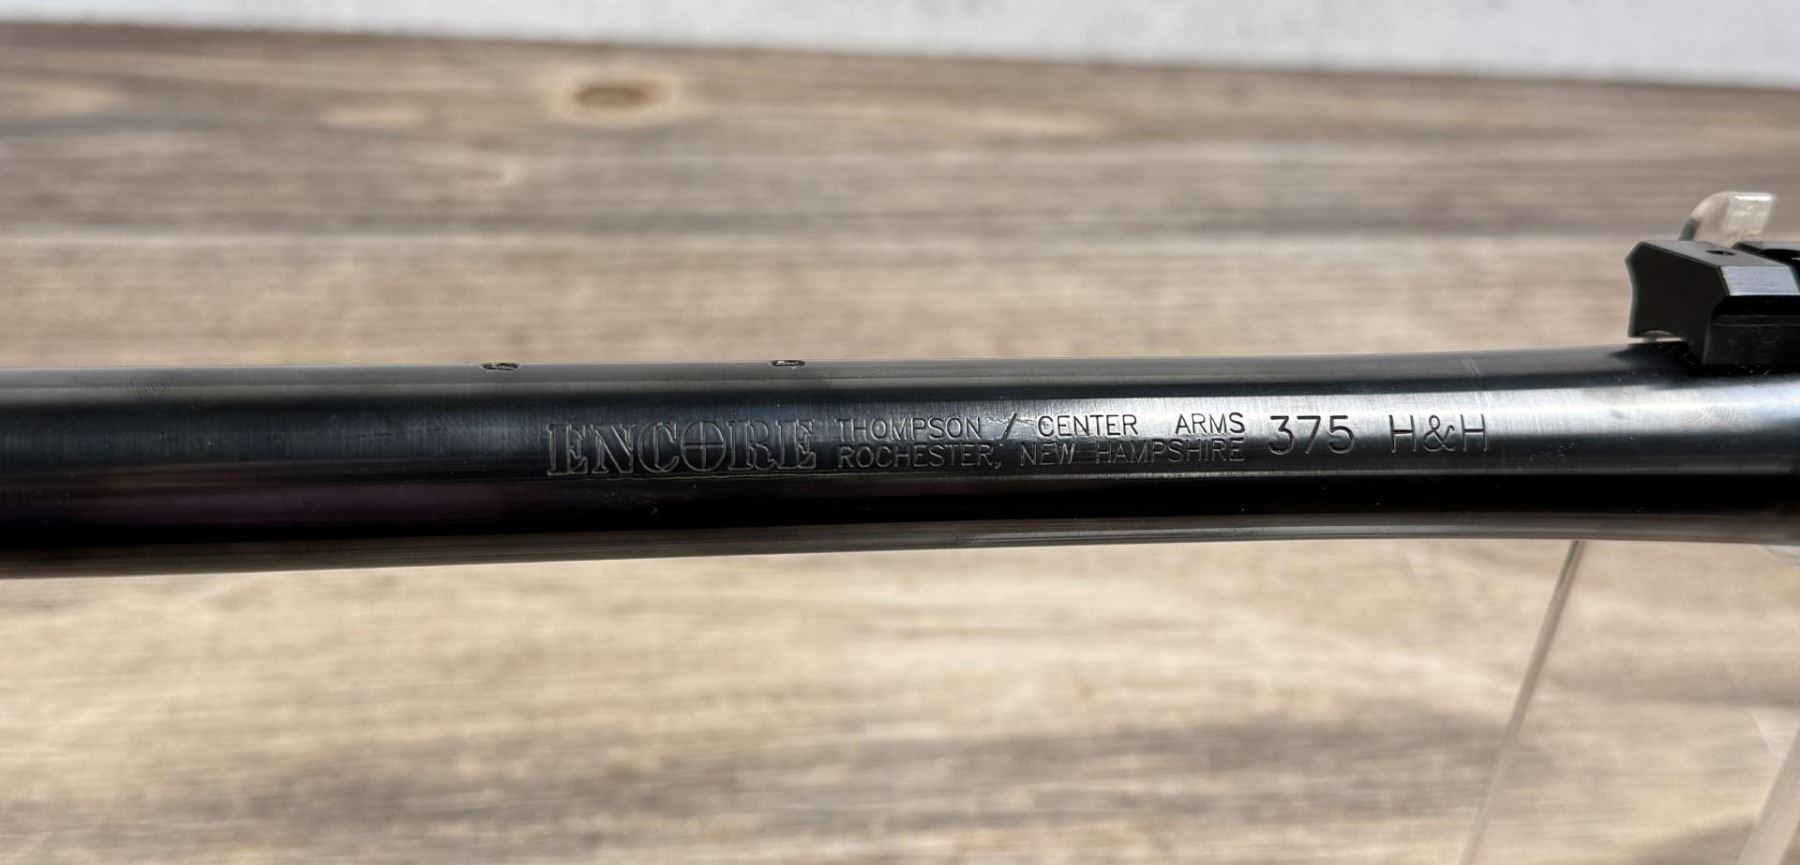 ENCORE
THOMPSON / CENTER ARMS
ROCHESTER, NEW HAMPSHIRE
375 H&H